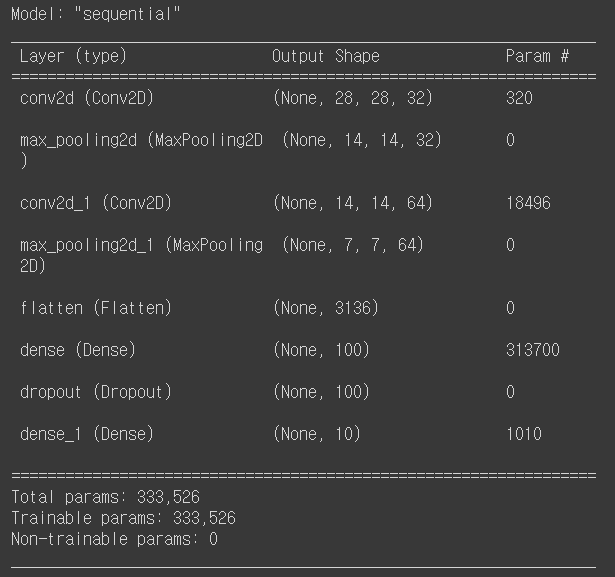 Model: "sequential"
_________________________________________________________________
Layer (type)                Output Shape              Param #
=================================================================
conv2d (Conv2D)             (None, 28, 28, 32)        320
max_pooling2d (MaxPooling2D  (None, 14, 14, 32)       0
)
conv2d_1 (Conv2D)           (None, 14, 14, 64)        18496
max_pooling2d_1 (MaxPooling  (None, 7, 7, 64)         0
2D)
flatten (Flatten)           (None, 3136)              0
dense (Dense)               (None, 100)               313700
dropout (Dropout)           (None, 100)               0
dense_1 (Dense)             (None, 10)                1010
=================================================================
Total params: 333,526
Trainable params: 333,526
Non-trainable params: 0
_________________________________________________________________